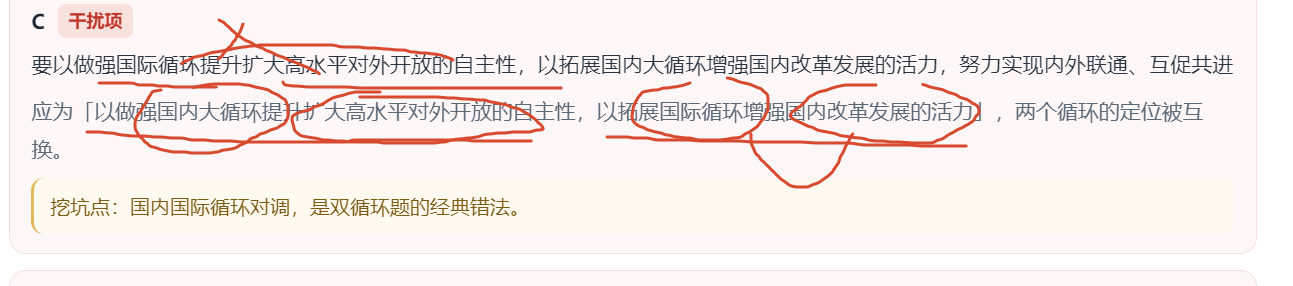 C 干扰项
要以做强国际循环提升扩大高水平对外开放的自主性，以拓展国内大循环增强国内改革发展的活力，努力实现内外联通、互促共进
应为「以做强国内大循环提升扩大高水平对外开放的自主性，以拓展国际循环增强国内改革发展的活力」，两个循环的定位被互
换。
挖坑点：国内国际循环对调，是双循环题的经典错法。